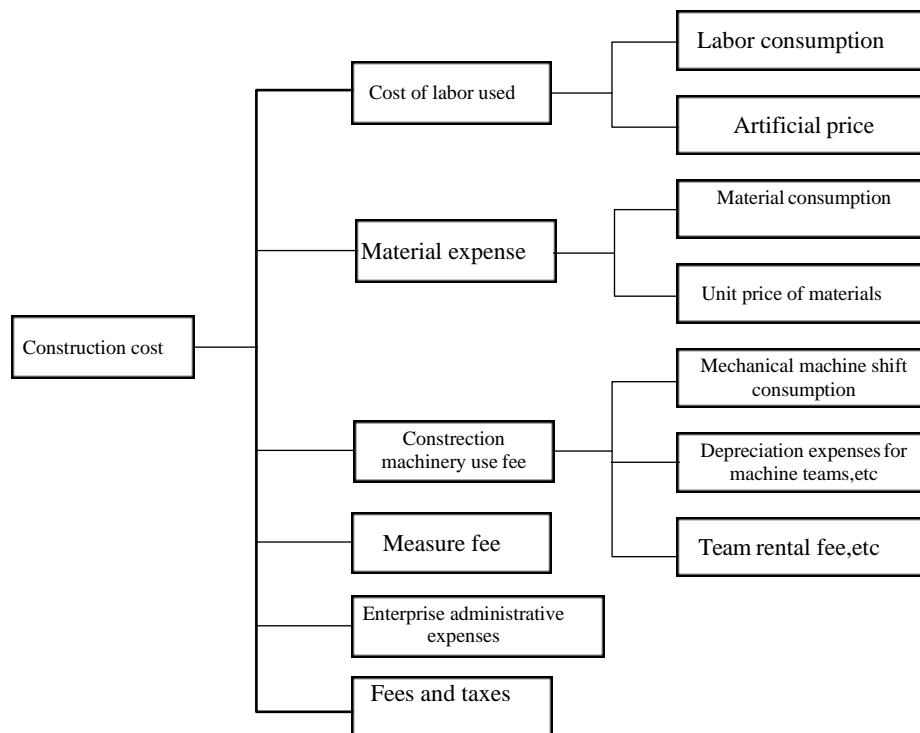 Labor consumption
Cost of labor used
Artificial price
Material consumption
Material expense
Unit price of materials
Construction cost
Mechanical machine shift
consumption
Constrection
machinery use fee
Depreciation expenses for
machine teams,etc
Measure fee
Team rental fee,etc
Enterprise administrative
expenses
Fees and taxes